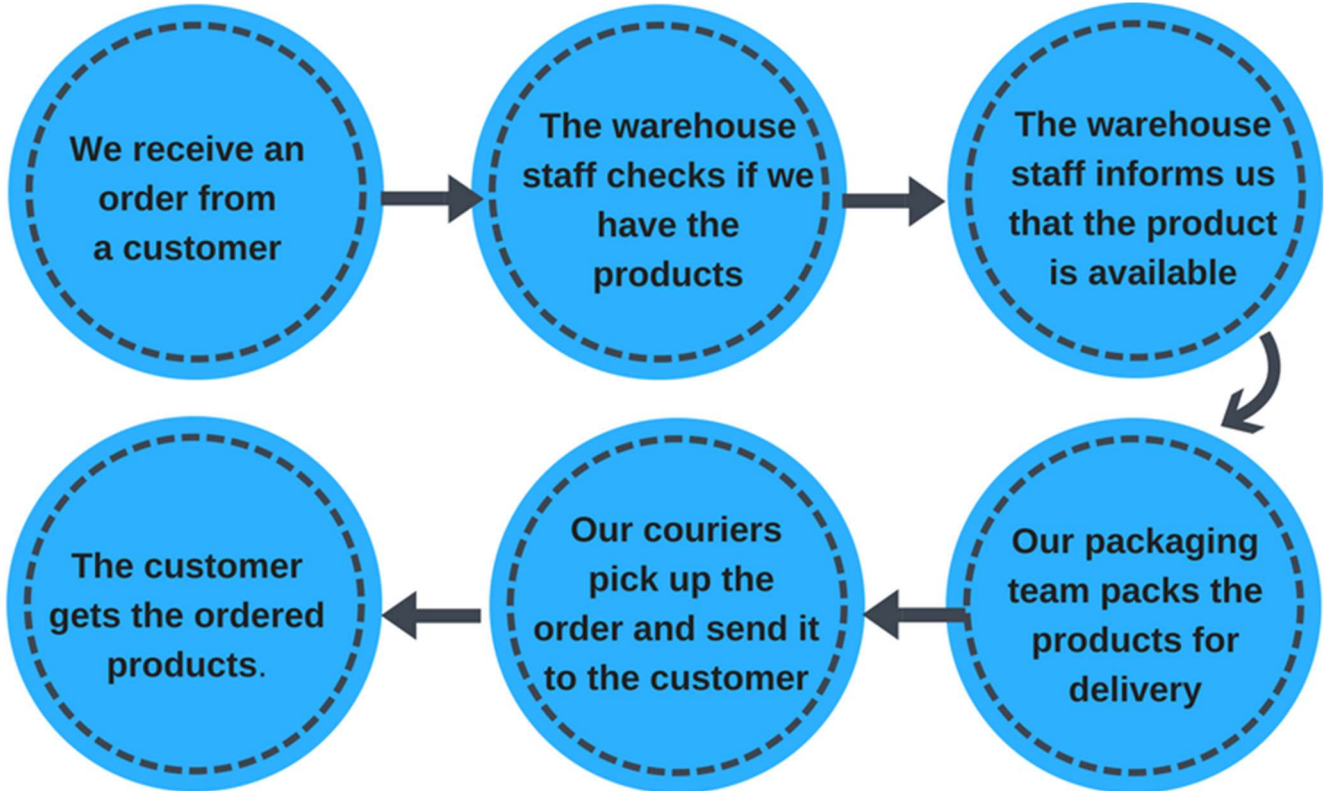 We receive an
order from
a customer
The warehouse
staff checks if we
have the
products
The warehouse
staff informs us
that the product
is available
Our packaging
team packs the
products for
delivery
Our couriers
pick up the
order and send it
to the customer
The customer
gets the ordered
products.